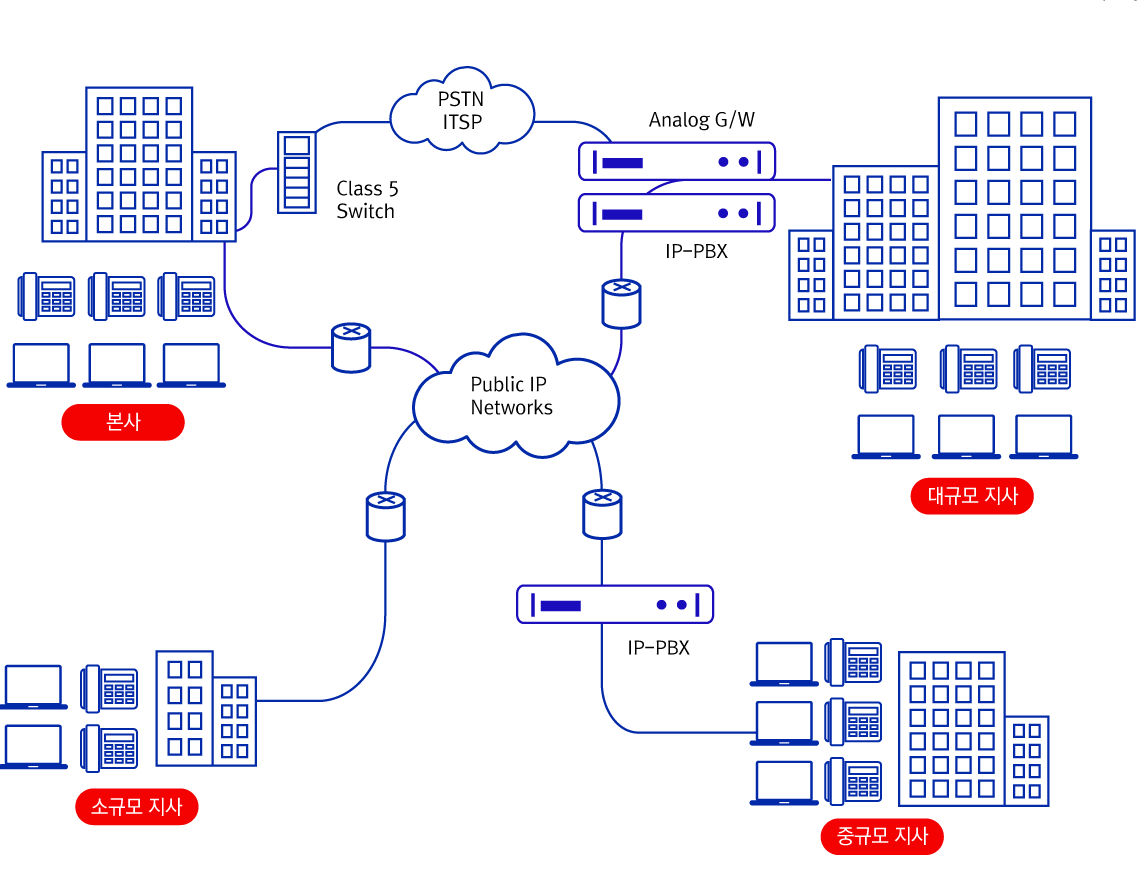 PSTN
ITSP
Analog G/W
Class 5
Switch
IP-PBX
Public IP
Networks
본사
대규모 지사
IP-PBX
소규모 지사
중규모 지사